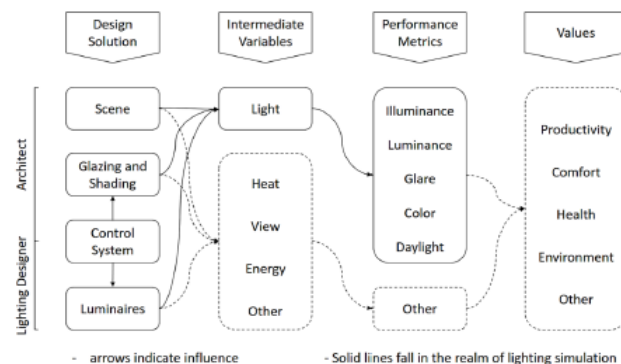 Design
Solution
Intermediate
Variables
Performance
Metrics
Values
Architect
Lighting Designer
Scene
Glazing and
Shading
Control
System
Luminaires
Light
Heat
View
Energy
Other
Illuminance
Luminance
Glare
Color
Daylight
Other
Productivity
Comfort
Health
Environment
Other
- arrows indicate influence
- Solid lines fall in the realm of lighting simulation